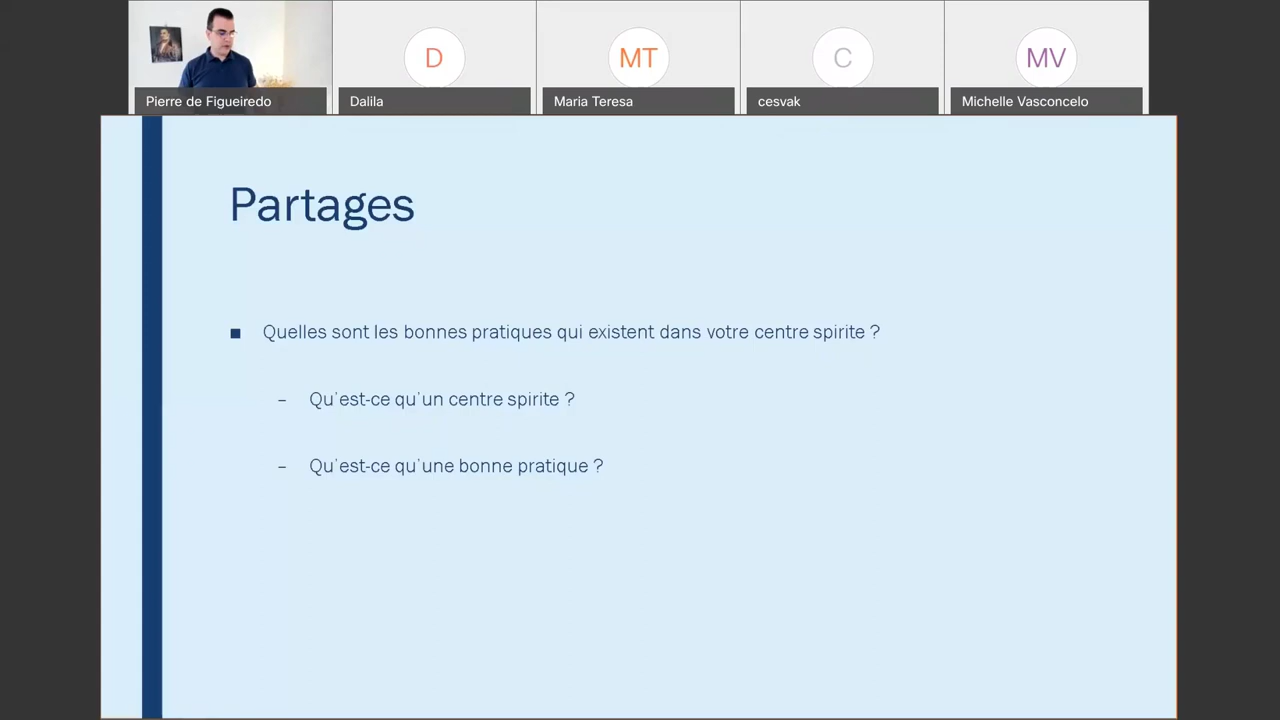 D
MT
C
MV
Pierre de Figueiredo
Dalila
Maria Teresa
cesvak
Michelle Vasconcelo
Partages
■ Quelles sont les bonnes pratiques qui existent dans votre centre spirite ?
– Qu'est-ce qu'un centre spirite ?
– Qu'est-ce qu'une bonne pratique ?